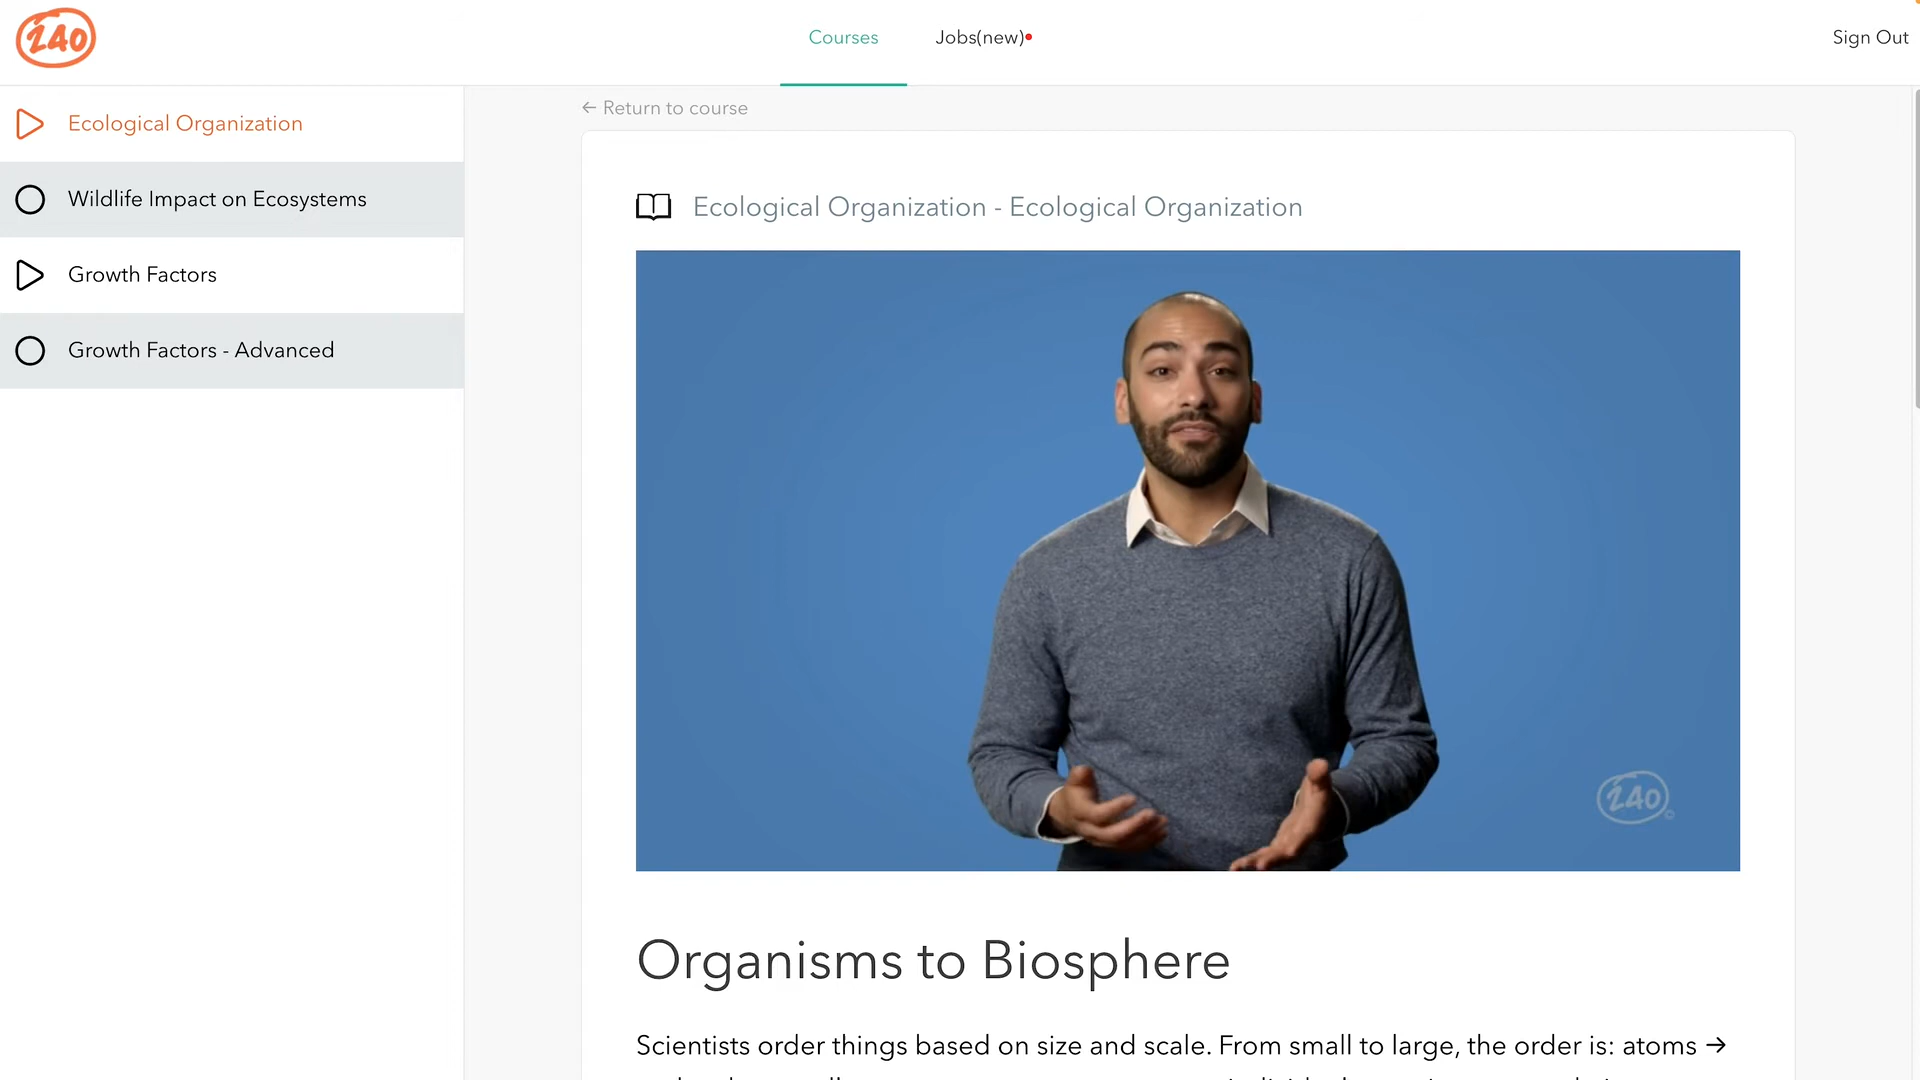 240
Courses
Jobs(new)
Sign Out
Ecological Organization
Wildlife Impact on Ecosystems
Growth Factors
Growth Factors - Advanced
← Return to course
Ecological Organization - Ecological Organization
240
Organisms to Biosphere
Scientists order things based on size and scale. From small to large, the order is: atoms →